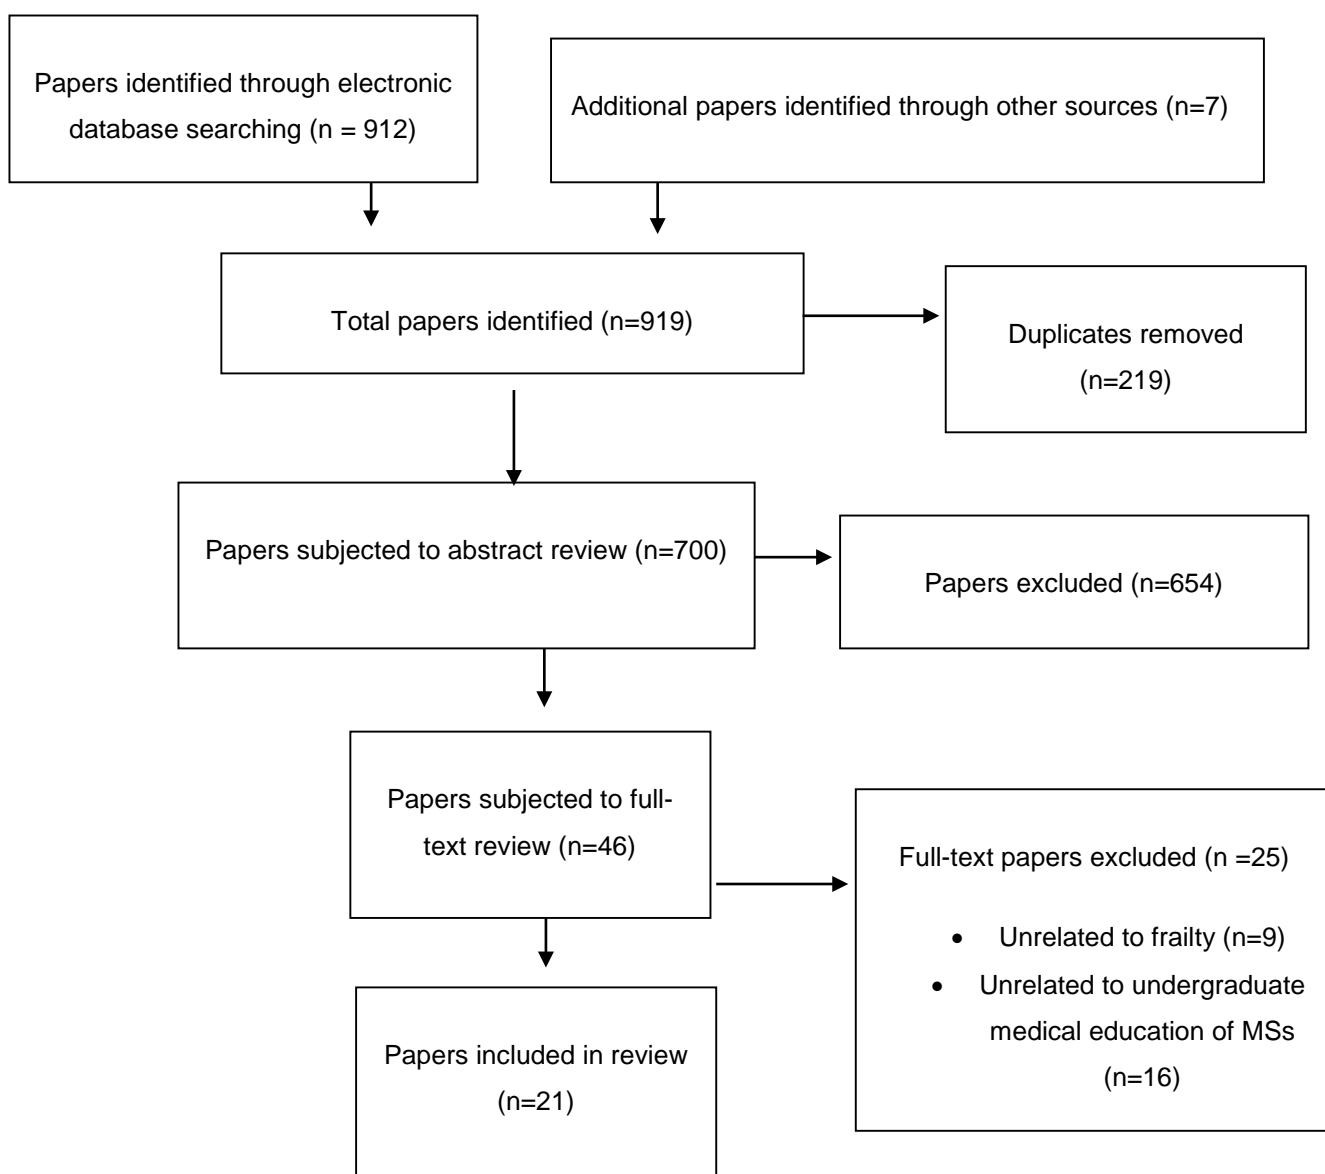 Papers identified through electronic
database searching (n = 912)
Additional papers identified through other sources (n=7)
Total papers identified (n=919)
Duplicates removed
(n=219)
Papers subjected to abstract review (n=700)
Papers excluded (n=654)
Papers subjected to full-
text review (n=46)
Full-text papers excluded (n =25)
• Unrelated to frailty (n=9)
• Unrelated to undergraduate
medical education of MSs
(n=16)
Papers included in review
(n=21)